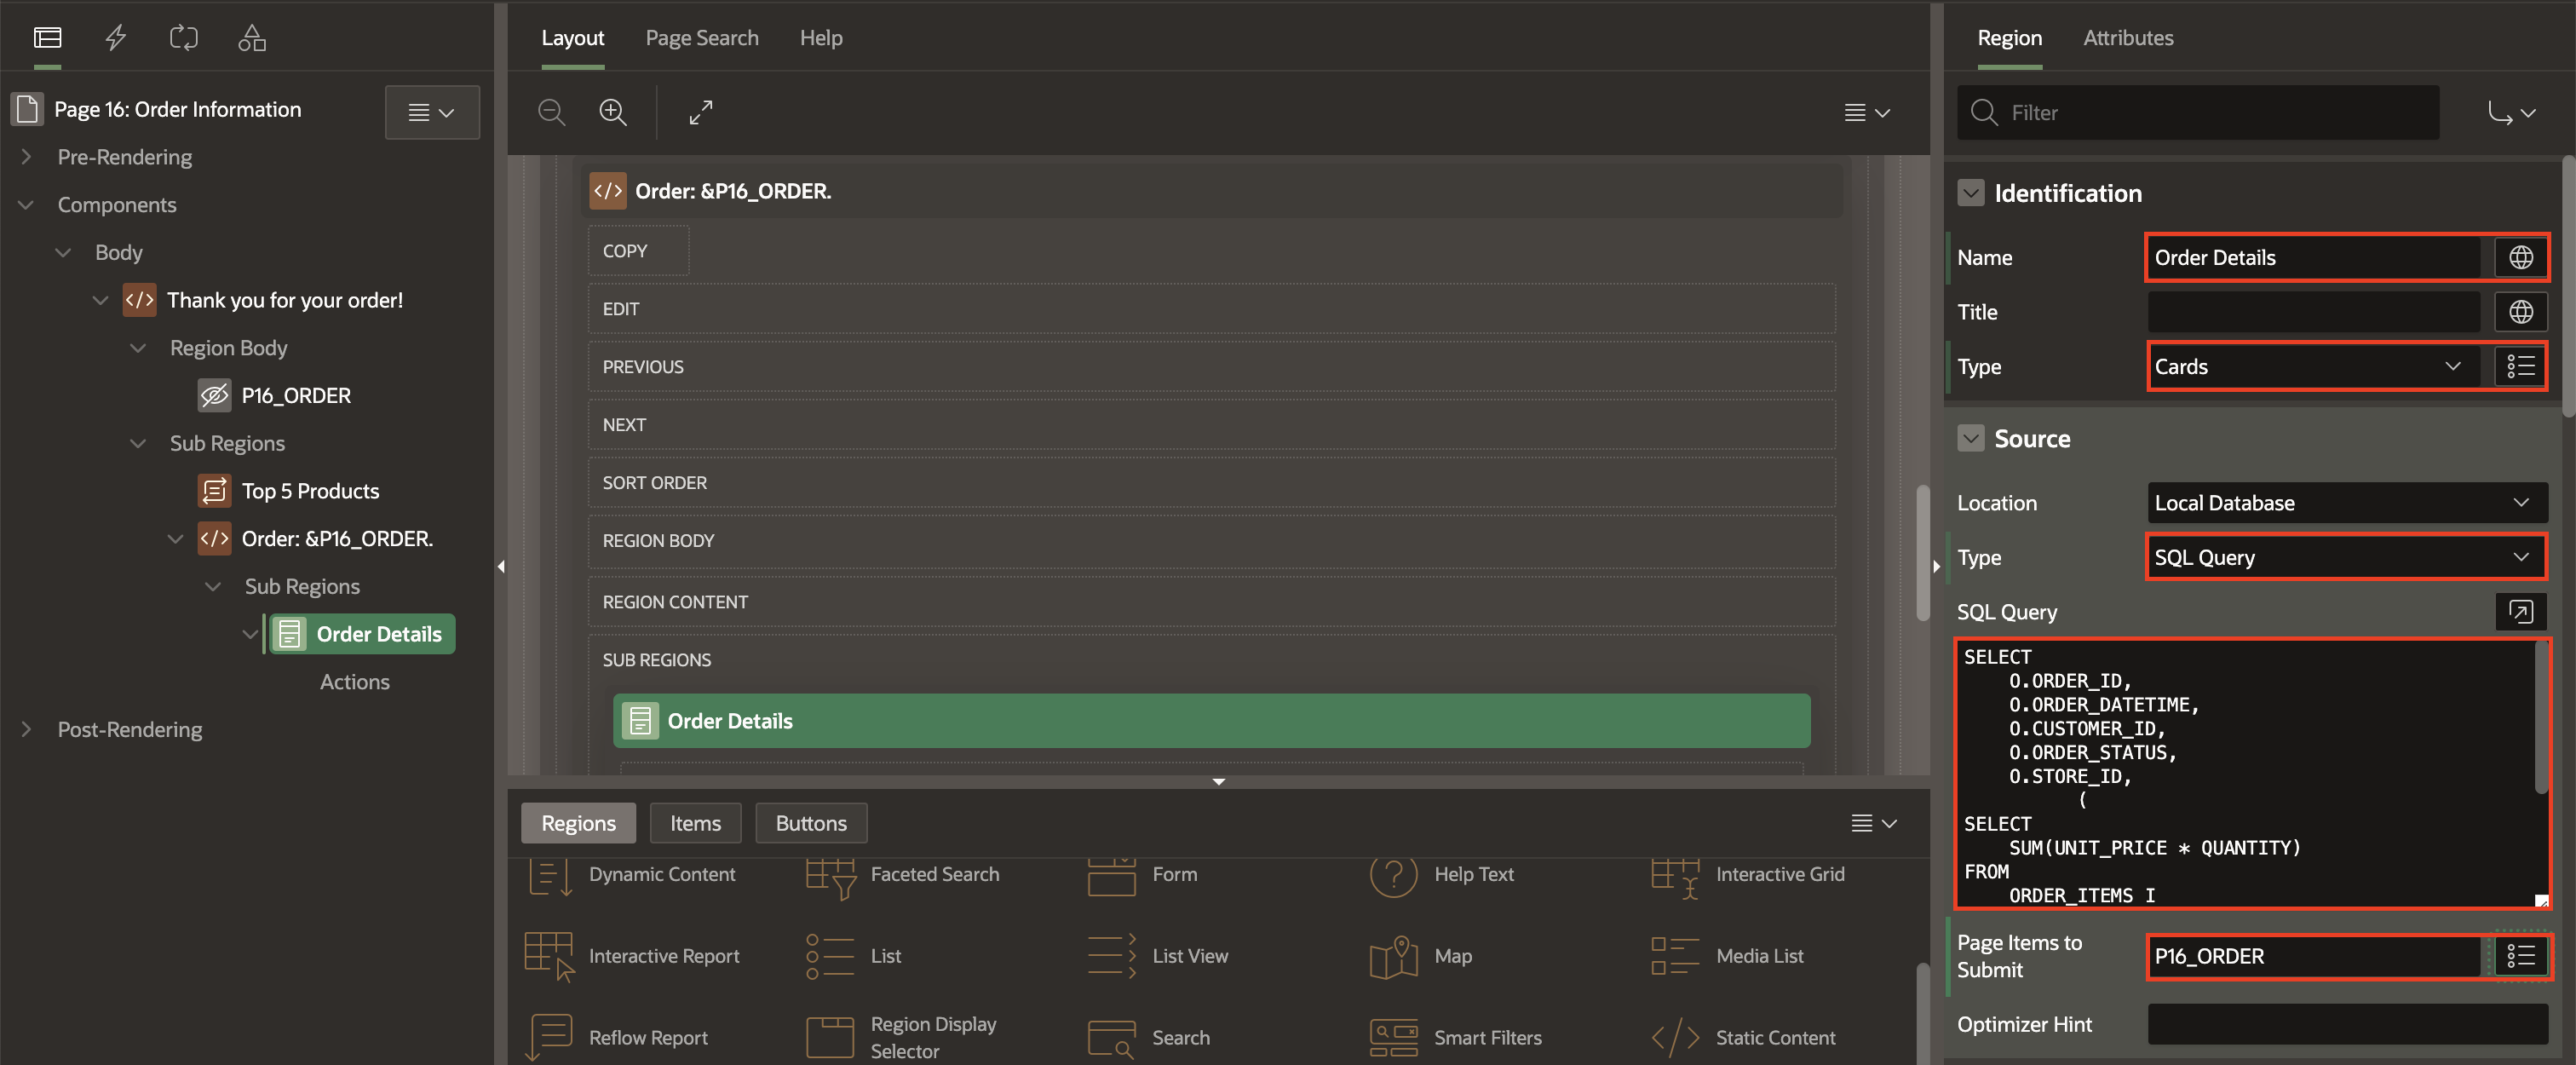 Page 16: Order Information
Pre-Rendering
Components
Body
Thank you for your order!
Region Body
P16_ORDER
Sub Regions
Top 5 Products
Order: &P16_ORDER.
Sub Regions
Order Details
Actions
Post-Rendering
Layout
Page Search
Help
Order: &P16_ORDER.
COPY
EDIT
PREVIOUS
NEXT
SORT ORDER
REGION BODY
REGION CONTENT
SUB REGIONS
Order Details
Regions
Items
Buttons
Dynamic Content
Faceted Search
Form
Help Text
Interactive Grid
Interactive Report
List
List View
Map
Media List
Reflow Report
Region Display
Selector
Search
Smart Filters
Static Content
Region
Attributes
Filter
Identification
Name
Order Details
Title
Type
Cards
Source
Location
Local Database
Type
SQL Query
SQL Query
SELECT
O.ORDER_ID,
O.ORDER_DATETIME,
O.CUSTOMER_ID,
O.ORDER_STATUS,
O.STORE_ID,
(
SELECT
SUM(UNIT_PRICE * QUANTITY)
FROM
ORDER_ITEMS I
Page Items to
Submit
P16_ORDER
Optimizer Hint